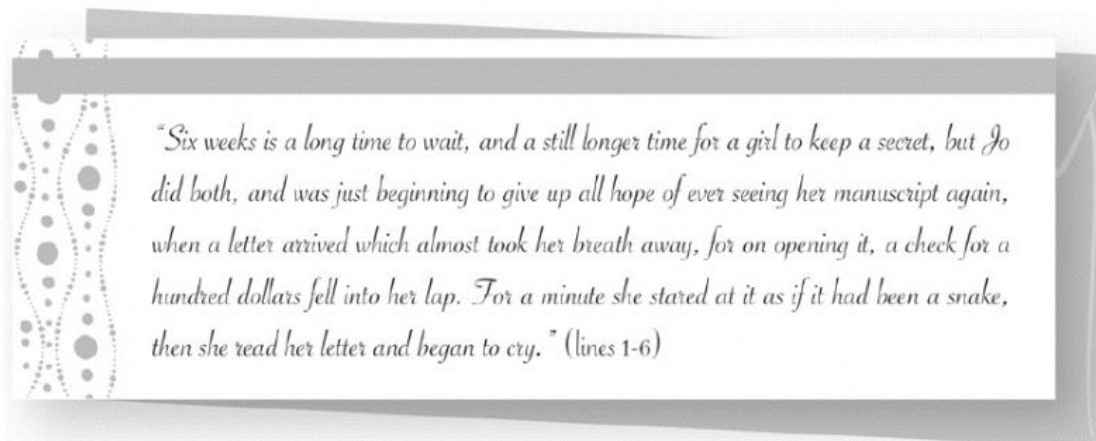 “Six weeks is a long time to wait, and a still longer time for a girl to keep a secret, but Jo
did both, and was just beginning to give up all hope of ever seeing her manuscript again,
when a letter arrived which almost took her breath away, for on opening it, a check for a
hundred dollars fell into her lap. For a minute she stared at it as if it had been a snake,
then she read her letter and began to cry.” (lines 1-6)